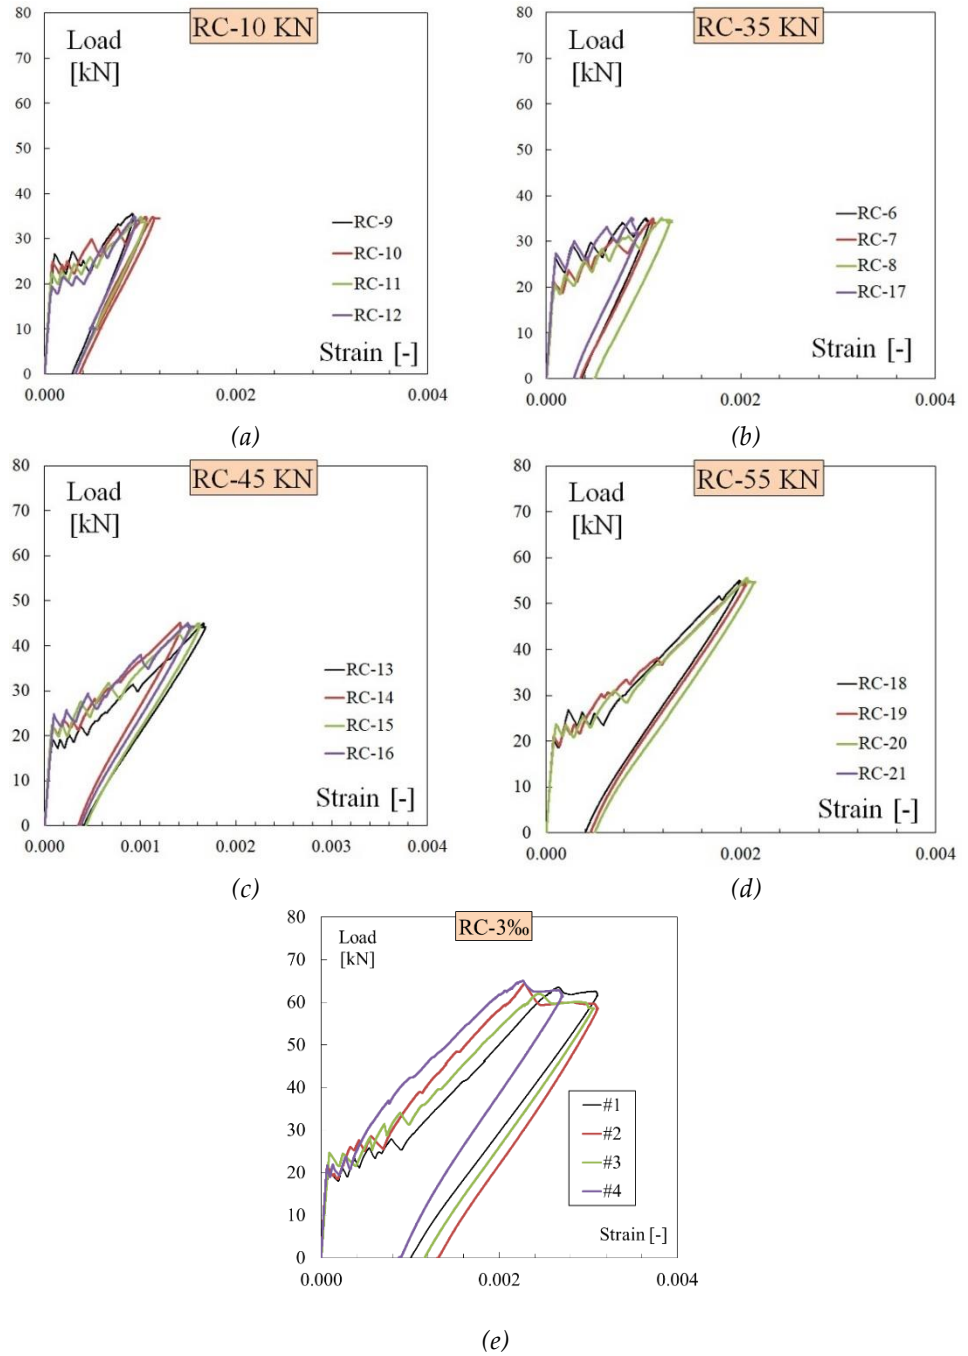 RC-10 KN
Load
[kN]
80
70
60
50
40
30
20
10
0
RC-9
RC-10
RC-11
RC-12
Strain [-]
0.000 0.002 0.004
(a)
RC-35 KN
Load
[kN]
80
70
60
50
40
30
20
10
0
RC-6
RC-7
RC-8
RC-17
Strain [-]
0.000 0.002 0.004
(b)
RC-45 KN
Load
[kN]
80
70
60
50
40
30
20
10
0
RC-13
RC-14
RC-15
RC-16
Strain [-]
0.000 0.001 0.002 0.003 0.004
(c)
RC-55 KN
Load
[kN]
80
70
60
50
40
30
20
10
0
RC-18
RC-19
RC-20
RC-21
Strain [-]
0.000 0.002 0.004
(d)
RC-3‰
Load
[kN]
80
70
60
50
40
30
20
10
0
#1
#2
#3
#4
Strain [-]
0.000 0.002 0.004
(e)